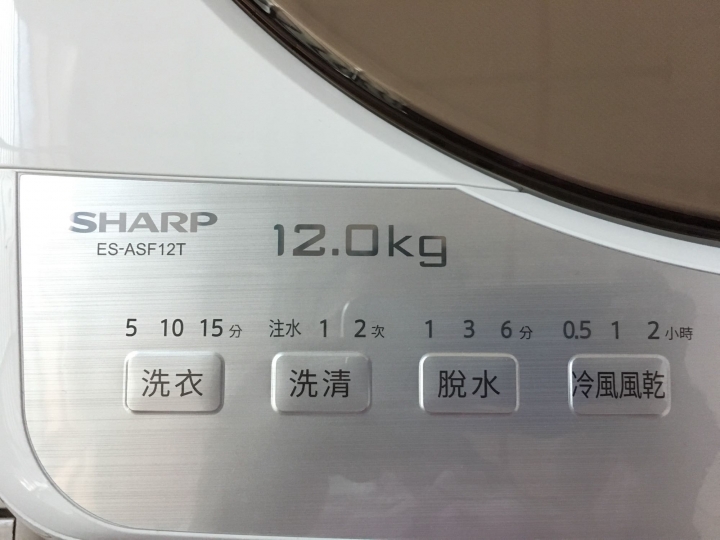 SHARP
ES-ASF12T
12.0kg
5 10 15分 注水 1 2次 1 3 6分 0.5 1 2小時
洗衣 洗清 脫水 冷風風乾